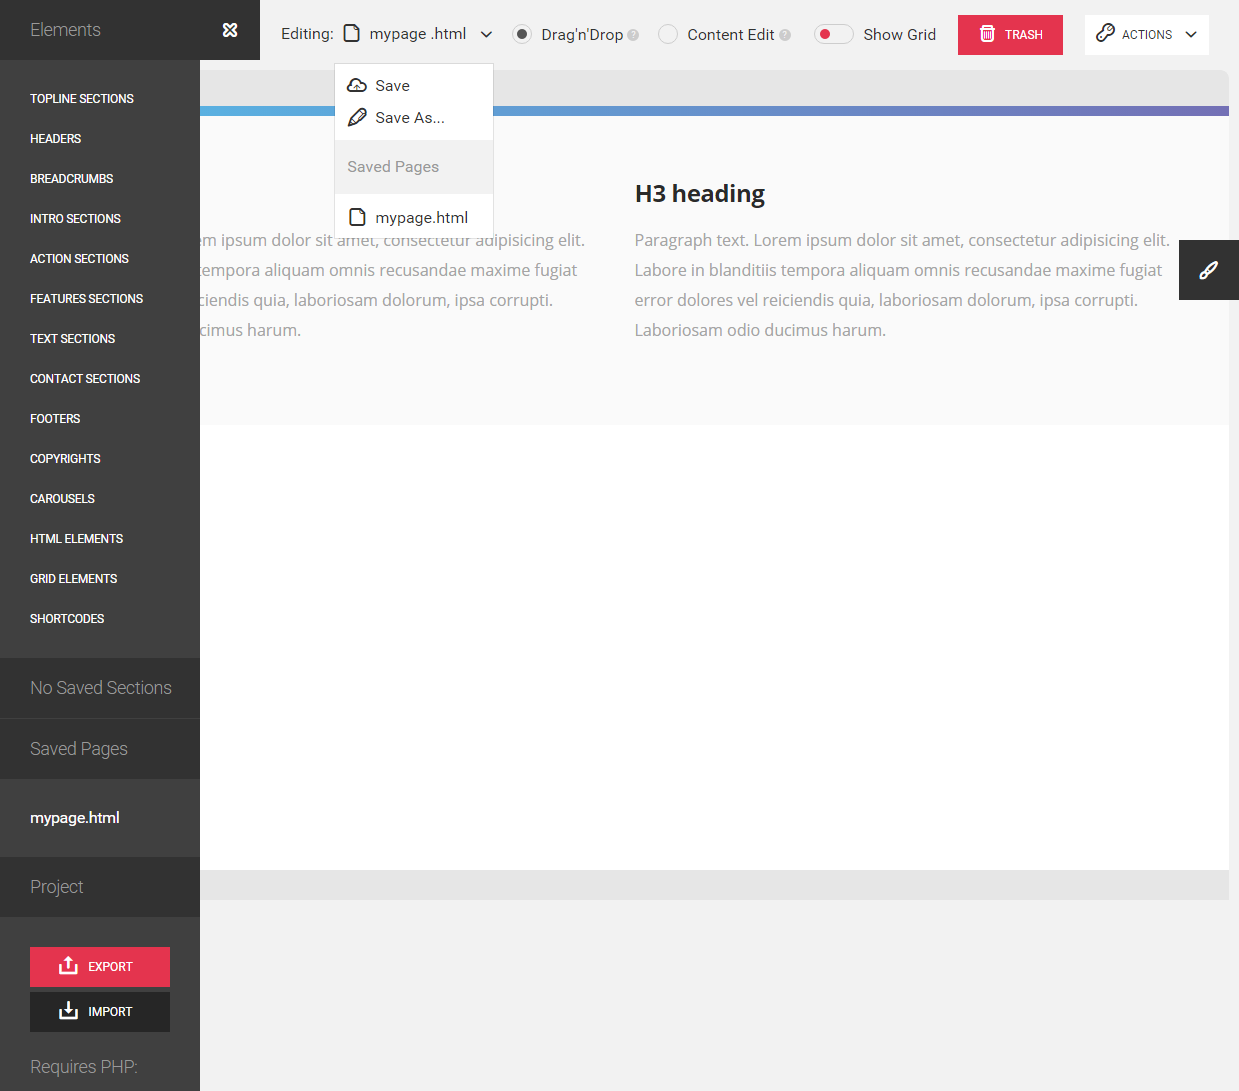 Elements
Editing: mypage .html
Drag'n'Drop ?
Content Edit ?
Show Grid
TRASH
ACTIONS
Save
Save As...
Saved Pages
mypage.html
TOPLINE SECTIONS
HEADERS
BREADCRUMBS
INTRO SECTIONS
ACTION SECTIONS
FEATURES SECTIONS
TEXT SECTIONS
CONTACT SECTIONS
FOOTERS
COPYRIGHTS
CAROUSELS
HTML ELEMENTS
GRID ELEMENTS
SHORTCODES
No Saved Sections
Saved Pages
mypage.html
Project
EXPORT
IMPORT
Requires PHP:
em ipsum dolor sit amet, consectetur adipisicing elit.
tempora aliquam omnis recusandae maxime fugiat
ciendis quia, laboriosam dolorum, ipsa corrupti.
cimus harum.
H3 heading
Paragraph text. Lorem ipsum dolor sit amet, consectetur adipisicing elit.
Labore in blanditiis tempora aliquam omnis recusandae maxime fugiat
error dolores vel reiciendis quia, laboriosam dolorum, ipsa corrupti.
Laboriosam odio ducimus harum.